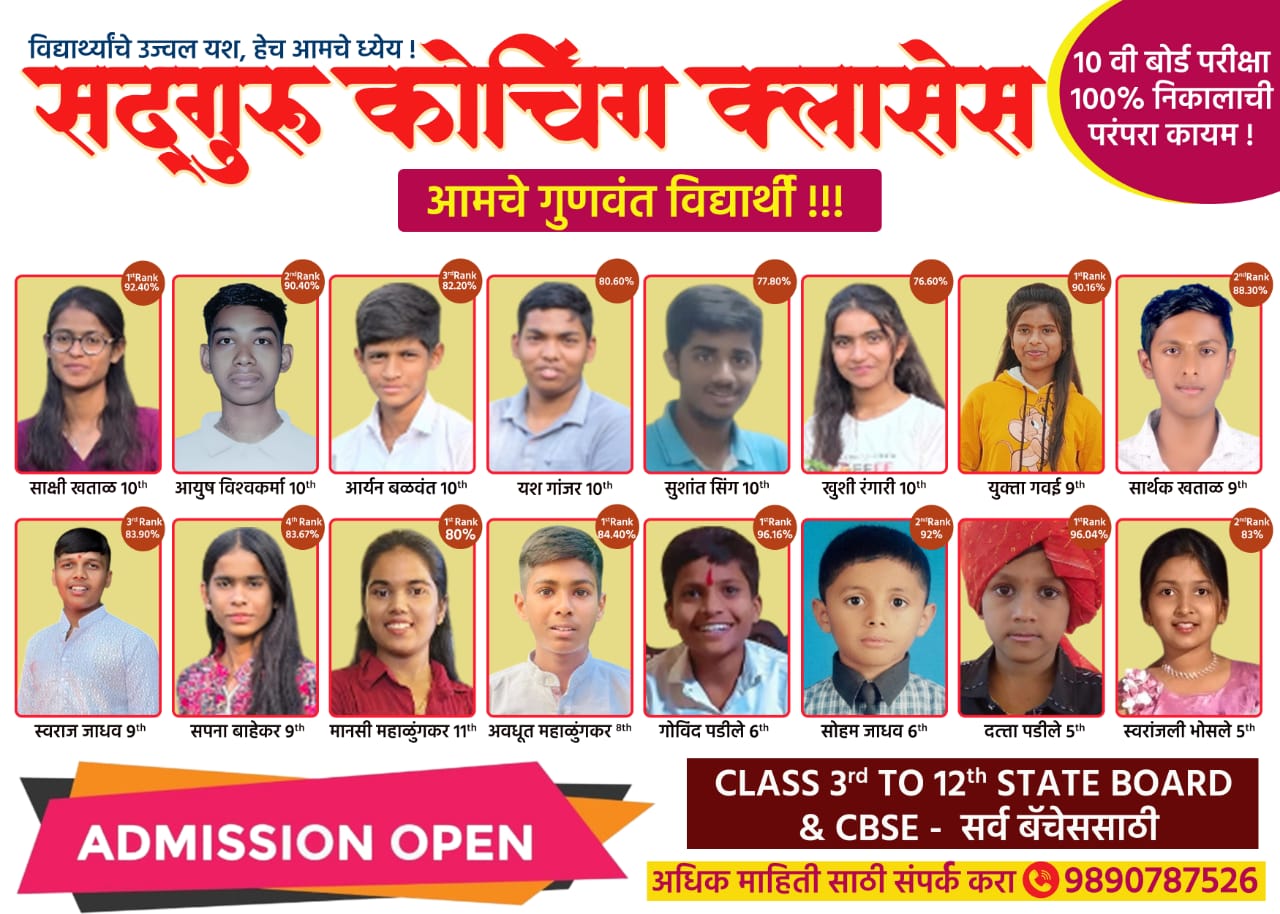 विद्यार्थ्यांचे उज्वल यश, हेच आमचे ध्येय !
सद्गुरू कोचिंग क्लासेस
10 वी बोर्ड परीक्षा
100% निकालाची
परंपरा कायम !
आमचे गुणवंत विद्यार्थी !!!
1st Rank
92.40%
2nd Rank
90.40%
3rd Rank
82.20%
80.60%
77.80%
76.60%
1st Rank
90.16%
2nd Rank
88.30%
साक्षी खताळ 10th
आयुष विश्वकर्मा 10th
आर्यन बळवंत 10th
यश गांजर 10th
सुशांत सिंग 10th
खुशी रंगारी 10th
युक्ता गवई 9th
सार्थक खताळ 9th
3rd Rank
83.90%
4th Rank
83.67%
1st Rank
80%
1st Rank
84.40%
1st Rank
96.16%
2nd Rank
92%
1st Rank
96.04%
2nd Rank
83%
स्वराज जाधव 9th
सपना बाहेकर 9th
मानसी महाळुंगकर 11th
अवधूत महाळुंगकर 8th
गोविंद पडीले 6th
सोहम जाधव 6th
दत्ता पडीले 5th
स्वरांजली भोसले 5th
ADMISSION OPEN
CLASS 3rd TO 12th STATE BOARD
& CBSE - सर्व बॅचेससाठी
अधिक माहिती साठी संपर्क करा 9890787526